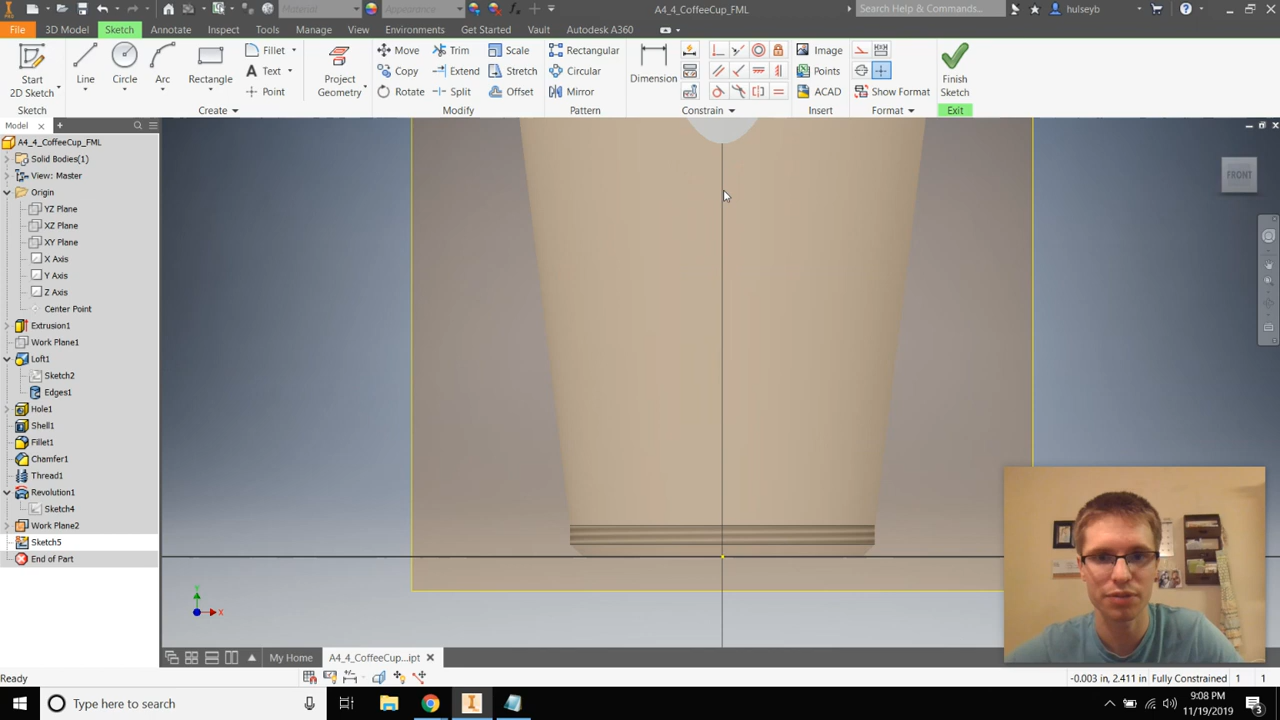 Material
Appearance
A4_4_CoffeeCup_FML
Search Help & Commands...
hulseyb
File
3D Model
Sketch
Annotate
Inspect
Tools
Manage
View
Environments
Get Started
Vault
Autodesk A360
Start
2D Sketch
Line
Circle
Arc
Rectangle
Fillet
Text
Point
Project
Geometry
Move
Copy
Rotate
Trim
Extend
Split
Scale
Stretch
Offset
Rectangular
Circular
Mirror
Dimension
Image
Points
ACAD
Show Format
Finish
Sketch
Sketch
Create
Modify
Pattern
Constrain
Insert
Format
Exit
Model
A4_4_CoffeeCup_FML
Solid Bodies(1)
View: Master
Origin
YZ Plane
XZ Plane
XY Plane
X Axis
Y Axis
Z Axis
Center Point
Extrusion1
Work Plane1
Loft1
Sketch2
Edges1
Hole1
Shell1
Fillet1
Chamfer1
Thread1
Revolution1
Sketch4
Work Plane2
Sketch5
End of Part
FRONT
X
My Home
A4_4_CoffeeCup...ipt
Ready
-0.003 in, 2.411 in
Fully Constrained
1
1
Type here to search
9:08 PM
11/19/2019
3